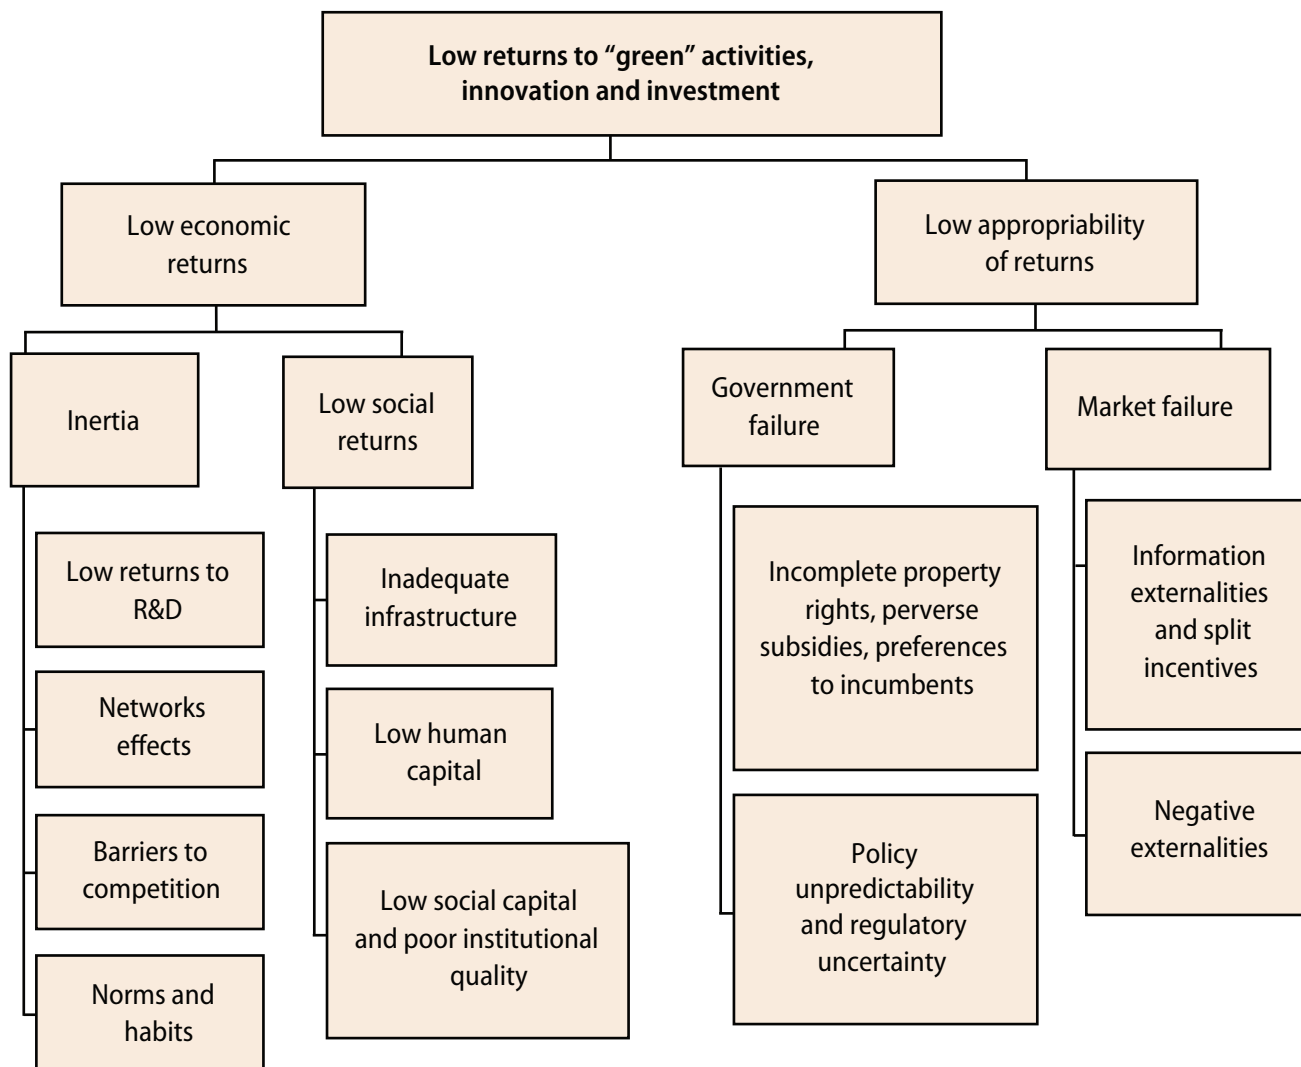 Low returns to “green” activities,
innovation and investment
Low economic
returns
Low appropriability
of returns
Inertia
Low social
returns
Government
failure
Market failure
Low returns to
R&D
Networks
effects
Barriers to
competition
Norms and
habits
Inadequate
infrastructure
Low human
capital
Low social capital
and poor institutional
quality
Incomplete property
rights, perverse
subsidies, preferences
to incumbents
Policy
unpredictability
and regulatory
uncertainty
Information
externalities
and split
incentives
Negative
externalities